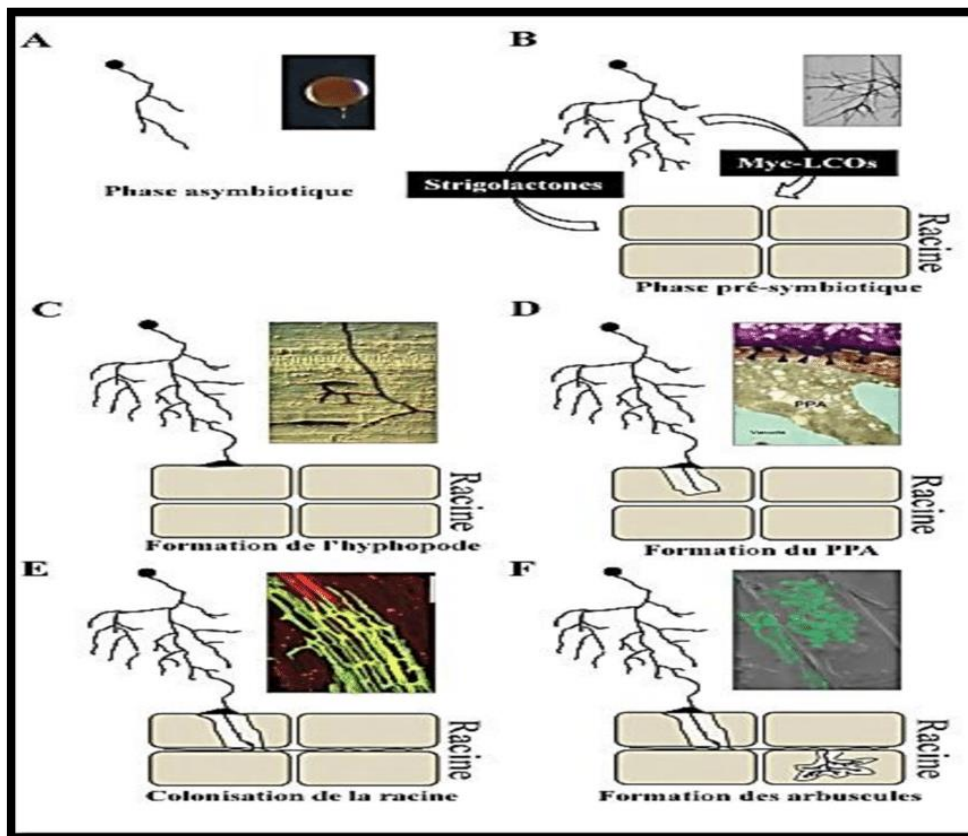 A
B
Phase asymbiotique
Strigolactones
Myc-LCOs
Racine
Phase pré-symbiotique
C
D
PPA
Vacuole
Racine
Racine
Formation de l'hyphopode
Formation du PPA
E
F
Racine
Racine
Colonisation de la racine
Formation des arbuscules